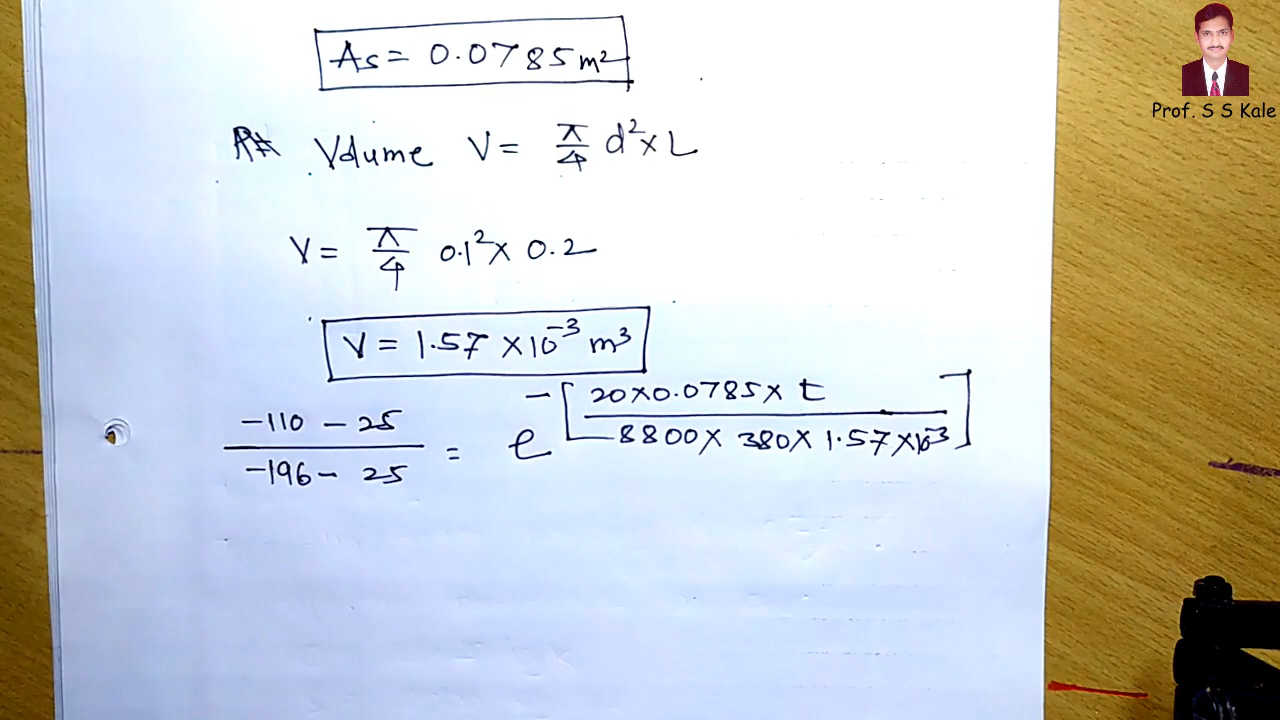 As = 0.0785 m²
Prof. S S Kale
Volume V = π/4 d² × L
V = π/4 0.1² × 0.2
V = 1.57 × 10⁻³ m³
(-110 - 25)/(-196 - 25) = e^-[(20 × 0.0785 × t)/(8800 × 380 × 1.57 × 10⁻³)]